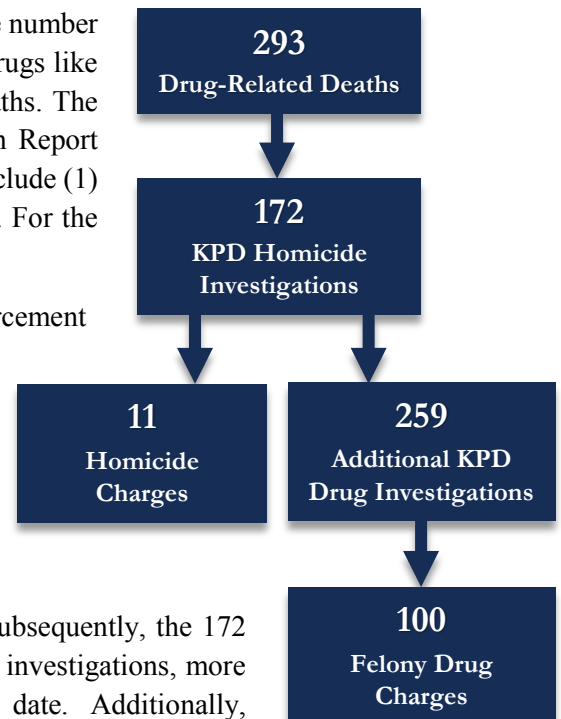 number
293
Drug-Related Deaths
rugs like
ths. The
Report
clude (1)
For the
172
KPD Homicide
Investigations
rcement
11
Homicide
Charges
259
Additional KPD
Drug Investigations
ubsequently, the 172
investigations, more
date. Additionally,
100
Felony Drug
Charges